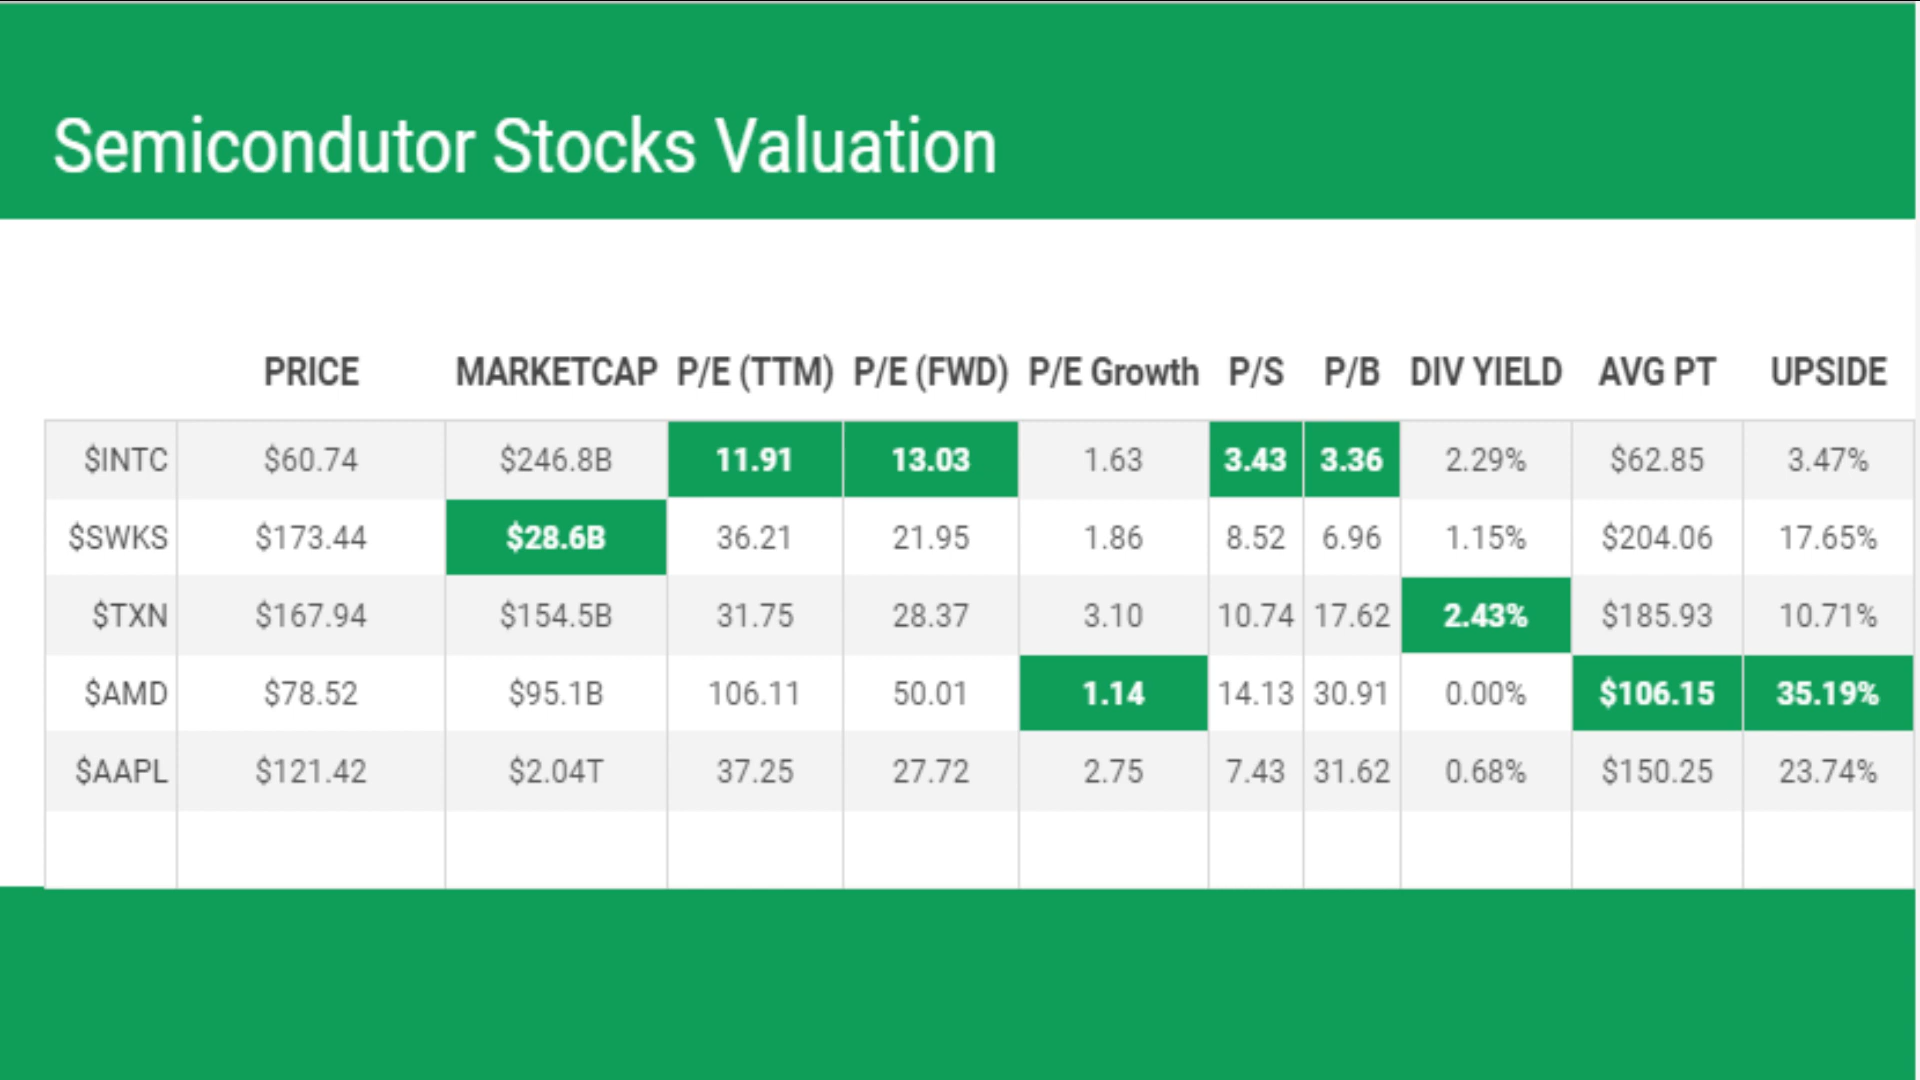 Semicondutor Stocks Valuation
PRICE MARKETCAP P/E (TTM) P/E (FWD) P/E Growth P/S P/B DIV YIELD AVG PT UPSIDE
$INTC $60.74 $246.8B 11.91 13.03 1.63 3.43 3.36 2.29% $62.85 3.47%
$SWKS $173.44 $28.6B 36.21 21.95 1.86 8.52 6.96 1.15% $204.06 17.65%
$TXN $167.94 $154.5B 31.75 28.37 3.10 10.74 17.62 2.43% $185.93 10.71%
$AMD $78.52 $95.1B 106.11 50.01 1.14 14.13 30.91 0.00% $106.15 35.19%
$AAPL $121.42 $2.04T 37.25 27.72 2.75 7.43 31.62 0.68% $150.25 23.74%